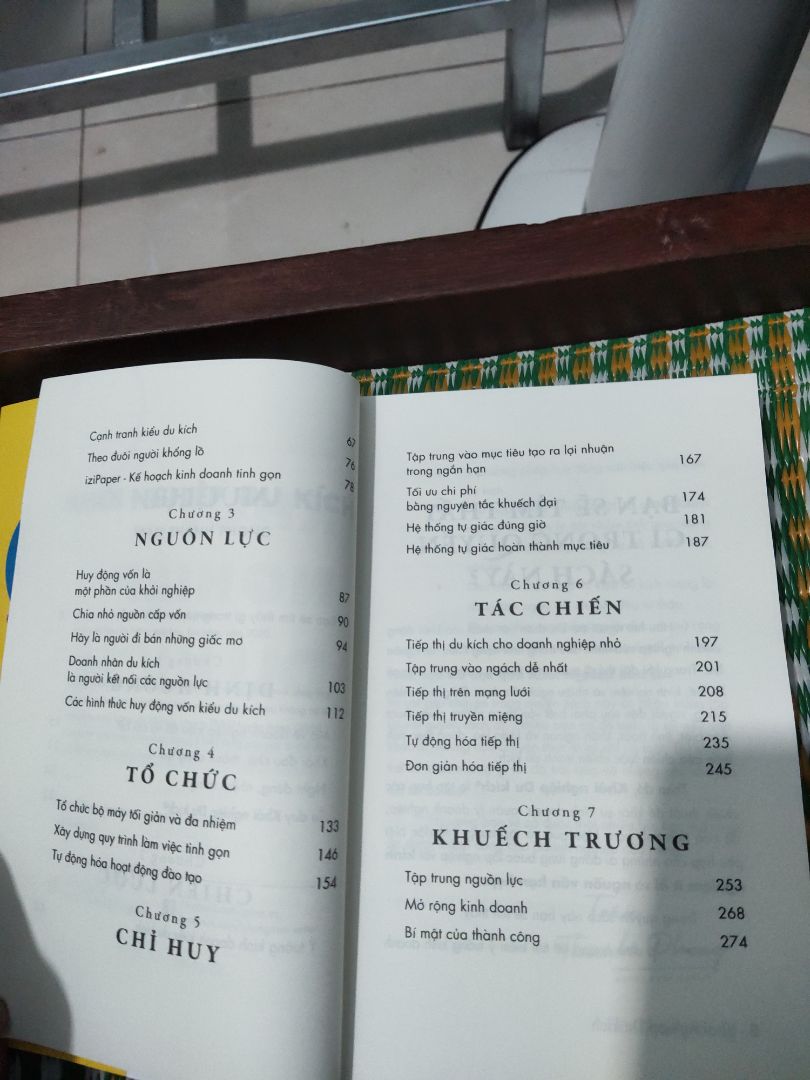 Cạnh tranh kiểu du kích 67
Theo đuôi người khổng lồ 76
iziPaper - Kế hoạch kinh doanh tinh gọn 78
Chương 3
NGUỒN LỰC
Huy động vốn là
một phần của khởi nghiệp 87
Chia nhỏ nguồn cấp vốn 90
Hãy là người đi bán những giấc mơ 94
Doanh nhân du kích
là người kết nối các nguồn lực 103
Các hình thức huy động vốn kiểu du kích 112
Chương 4
TỔ CHỨC
Tổ chức bộ máy tối giản và đa nhiệm 133
Xây dựng quy trình làm việc tinh gọn 146
Tự động hóa hoạt động đào tạo 154
Chương 5
CHỈ HUY
Tập trung vào mục tiêu tạo ra lợi nhuận
trong ngắn hạn 167
Tối ưu chi phí
bằng nguyên tắc khuếch đại 174
Hệ thống tự giác đúng giờ 181
Hệ thống tự giác hoàn thành mục tiêu 187
Chương 6
TÁC CHIẾN
Tiếp thị du kích cho doanh nghiệp nhỏ 197
Tập trung vào ngách dễ nhất 201
Tiếp thị trên mạng lưới 208
Tiếp thị truyền miệng 215
Tự động hóa tiếp thị 235
Đơn giản hóa tiếp thị 245
Chương 7
KHUẾCH TRƯƠNG
Tập trung nguồn lực 253
Mở rộng kinh doanh 268
Bí mật của thành công 274